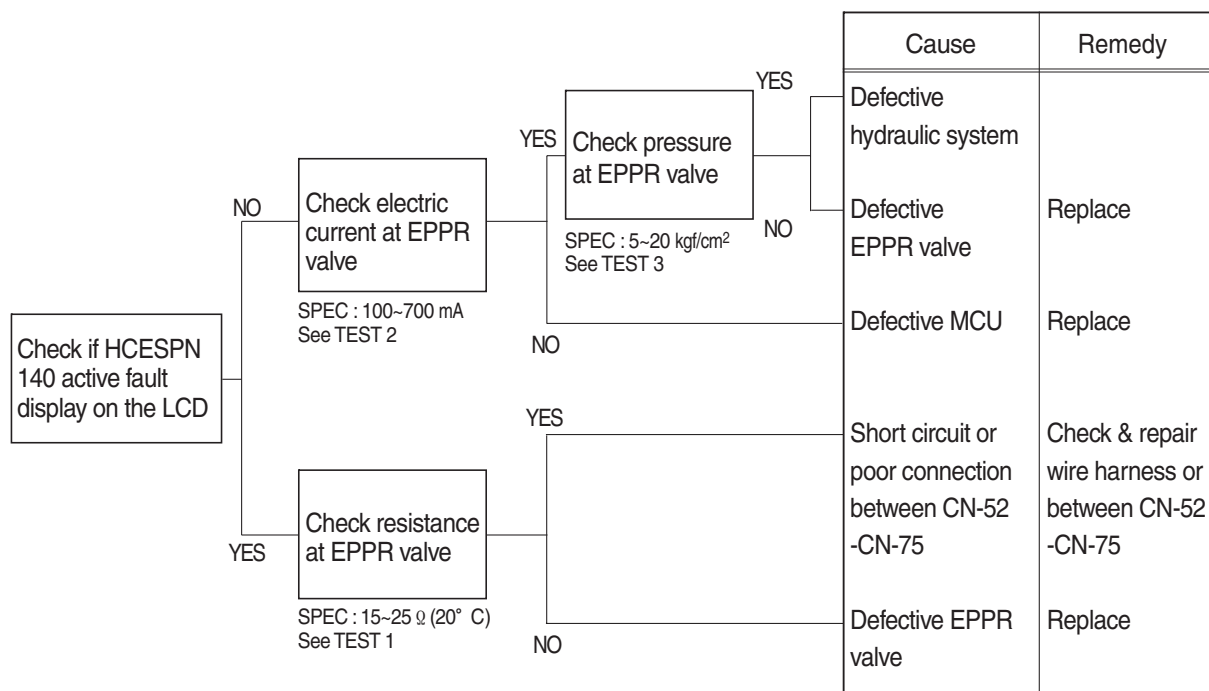 Cause
Remedy
YES
Defective
hydraulic system
YES
Check pressure
at EPPR valve
NO
Check electric
current at EPPR
valve
SPEC : 5~20 kgf/cm²
See TEST 3
NO
Defective
EPPR valve
Replace
SPEC : 100~700 mA
See TEST 2
NO
Defective MCU
Replace
Check if HCESPN
140 active fault
display on the LCD
YES
Short circuit or
poor connection
between CN-52
-CN-75
Check & repair
wire harness or
between CN-52
-CN-75
YES
Check resistance
at EPPR valve
SPEC : 15~25 Ω (20° C)
See TEST 1
NO
Defective EPPR
valve
Replace